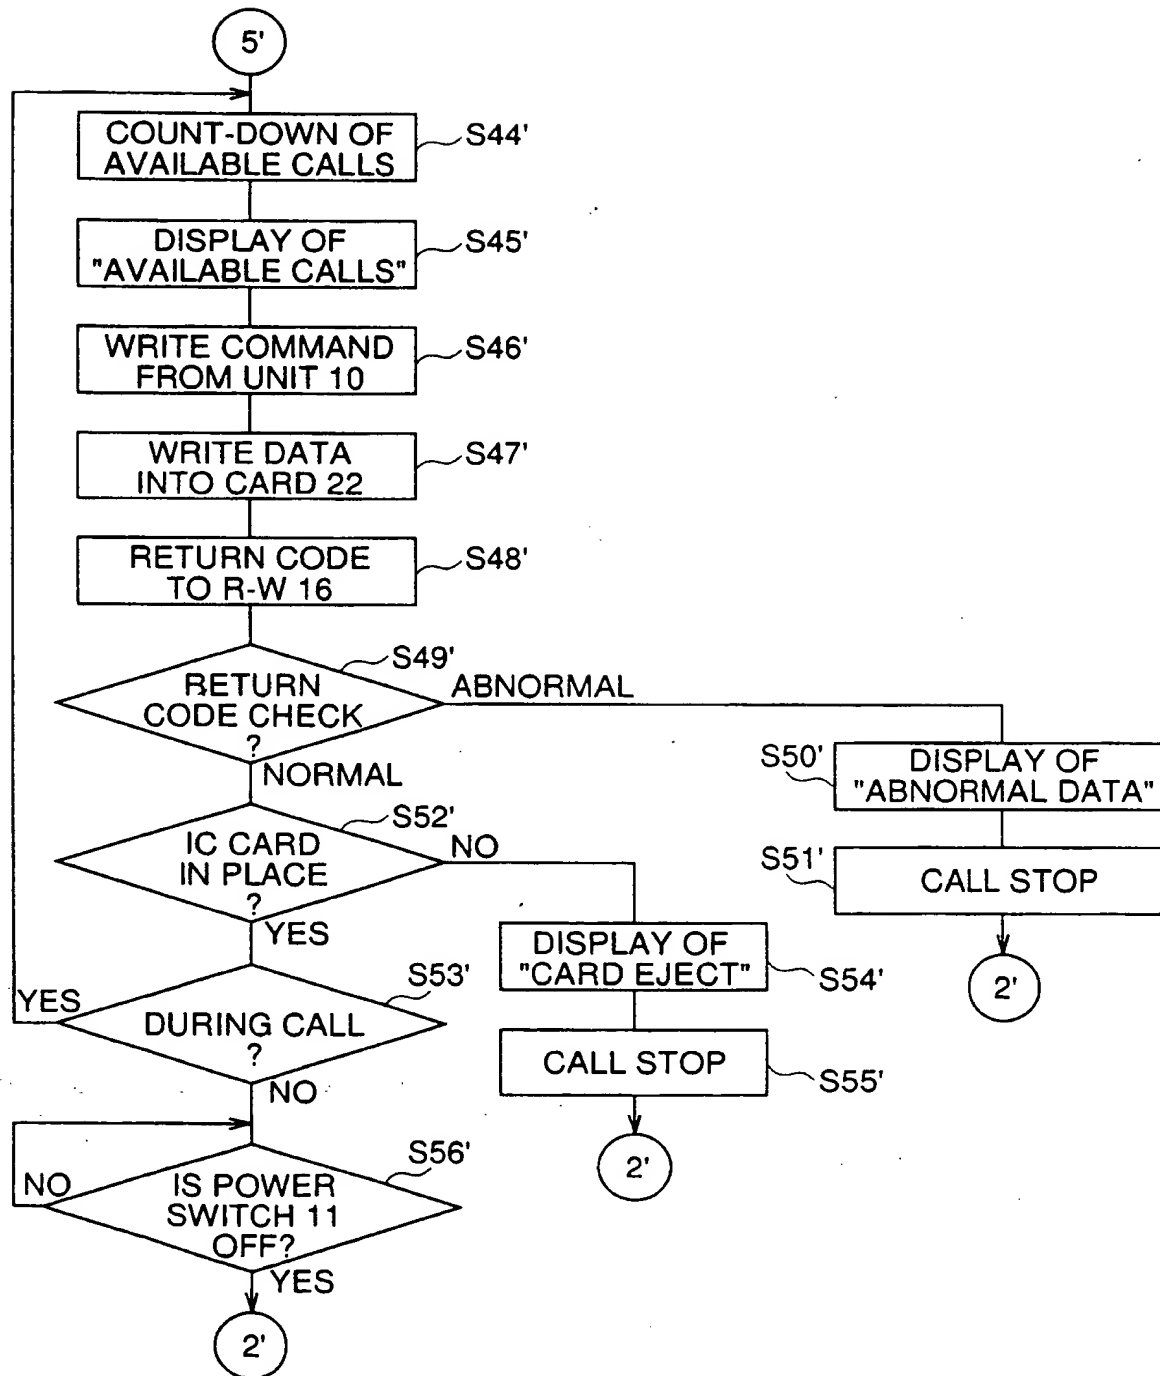 5'
COUNT-DOWN OF
AVAILABLE CALLS
S44'
DISPLAY OF
"AVAILABLE CALLS"
S45'
WRITE COMMAND
FROM UNIT 10
S46'
WRITE DATA
INTO CARD 22
S47'
RETURN CODE
TO R-W 16
S48'
S49'
RETURN
CODE CHECK
?
ABNORMAL
NORMAL
S50'
DISPLAY OF
"ABNORMAL DATA"
S51'
CALL STOP
2'
S52'
IC CARD
IN PLACE
?
NO
YES
DISPLAY OF
"CARD EJECT"
S54'
CALL STOP
S55'
2'
S53'
YES
DURING CALL
?
NO
S56'
NO
IS POWER
SWITCH 11
OFF?
YES
2'